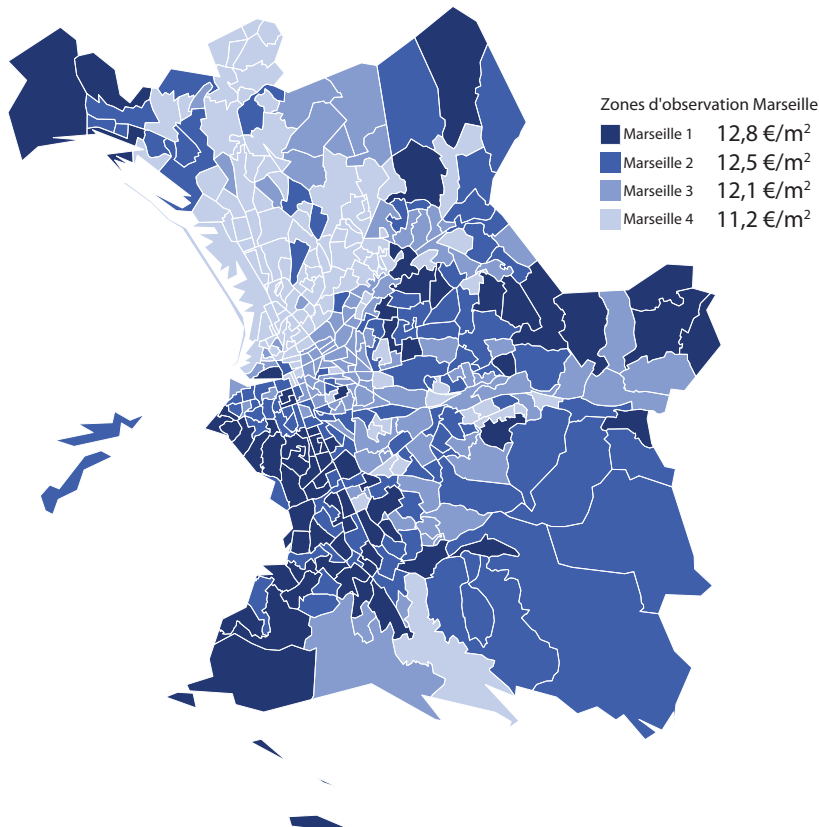 Zones d'observation Marseille
Marseille 1 12,8 €/m²
Marseille 2 12,5 €/m²
Marseille 3 12,1 €/m²
Marseille 4 11,2 €/m²